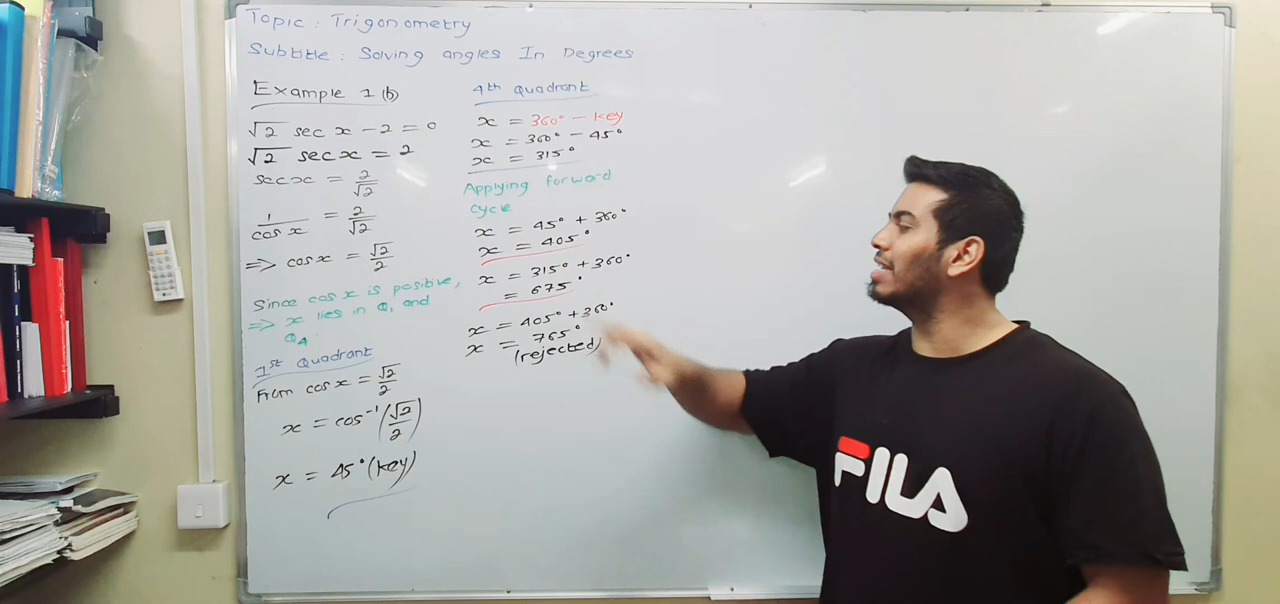 Topic : Trigonometry
Subtitle : Solving angles In Degrees
Example 1 (b)
√2 sec x − 2 = 0
√2 sec x = 2
sec x = 2/√2
1/cos x = 2/√2
=> cos x = √2/2
Since cos x is positive,
=> x lies in Q1 and
Q4
1st Quadrant
From cos x = √2/2
x = cos⁻¹(√2/2)
x = 45° (key)
4th Quadrant
x = 360° − key
x = 360° − 45°
x = 315°
Applying forward
cycle
x = 45° + 360°
x = 405°
x = 315° + 360°
= 675°
x = 405° + 360°
x = 765°
(rejected)
FILA